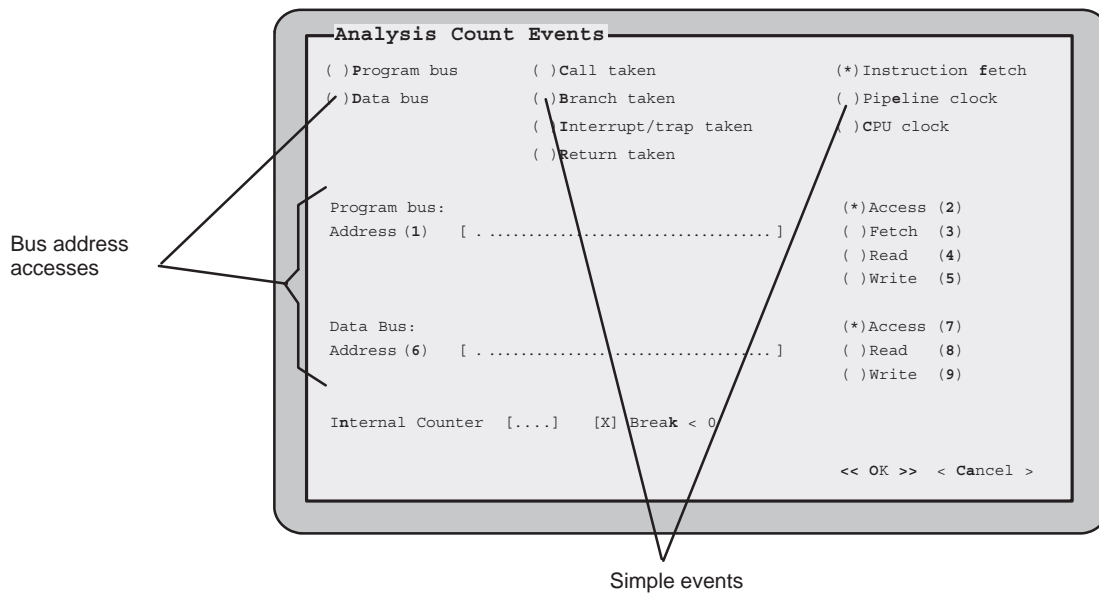 Analysis Count Events
( )Program bus ( )Call taken (*)Instruction fetch
( )Data bus ( )Branch taken ( )Pipeline clock
( )Interrupt/trap taken ( )CPU clock
( )Return taken
Program bus: (*)Access (2)
Address (1) [ . .................................... ] ( )Fetch (3)
( )Read (4)
( )Write (5)
Bus address
accesses
Data Bus: (*)Access (7)
Address (6) [ . .................................... ] ( )Read (8)
( )Write (9)
Internal Counter [....] [X] Break < 0
<< OK >> < Cancel >
Simple events